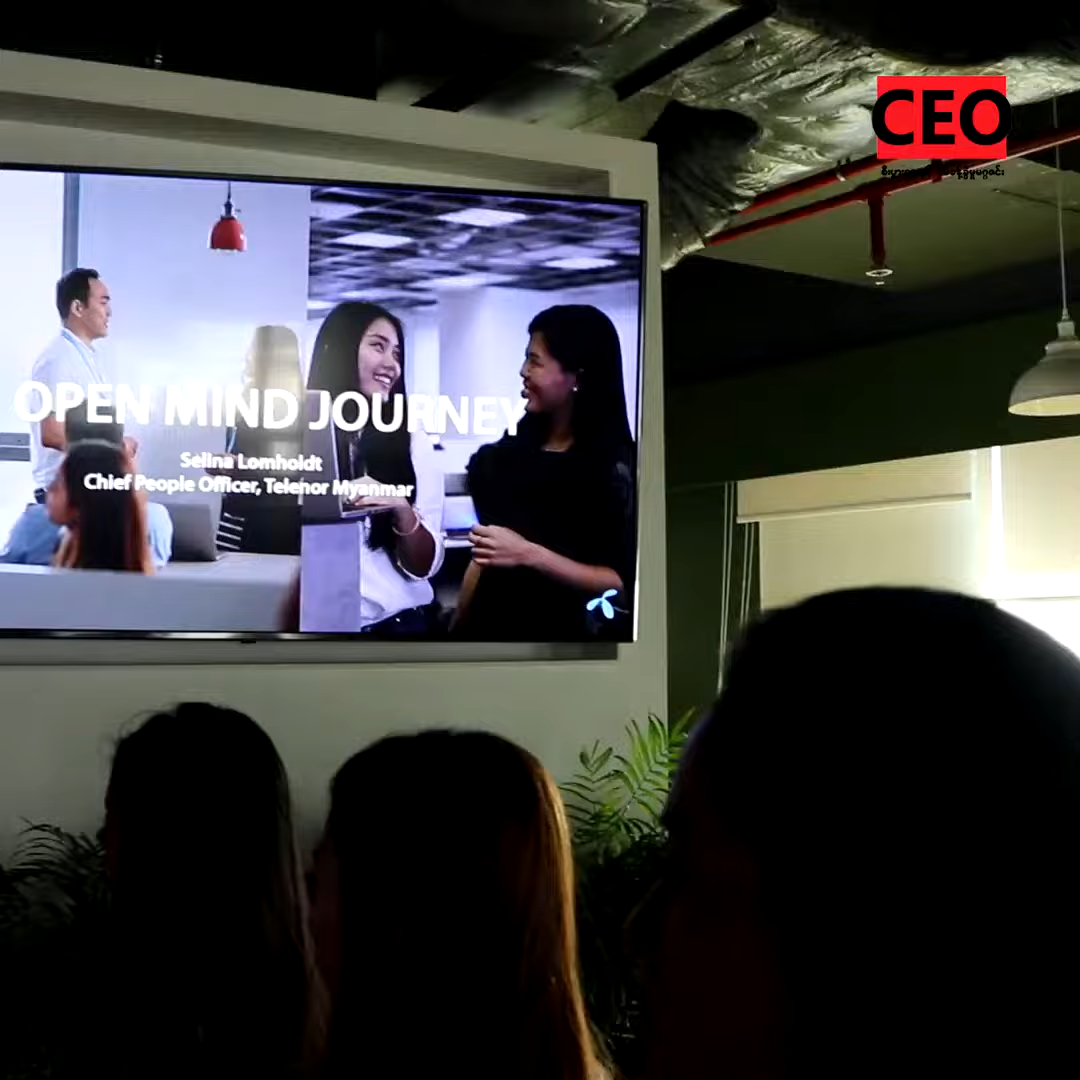 CEO
OPEN MIND JOURNEY
Selina Lomholdt
Chief People Officer, Telenor Myanmar